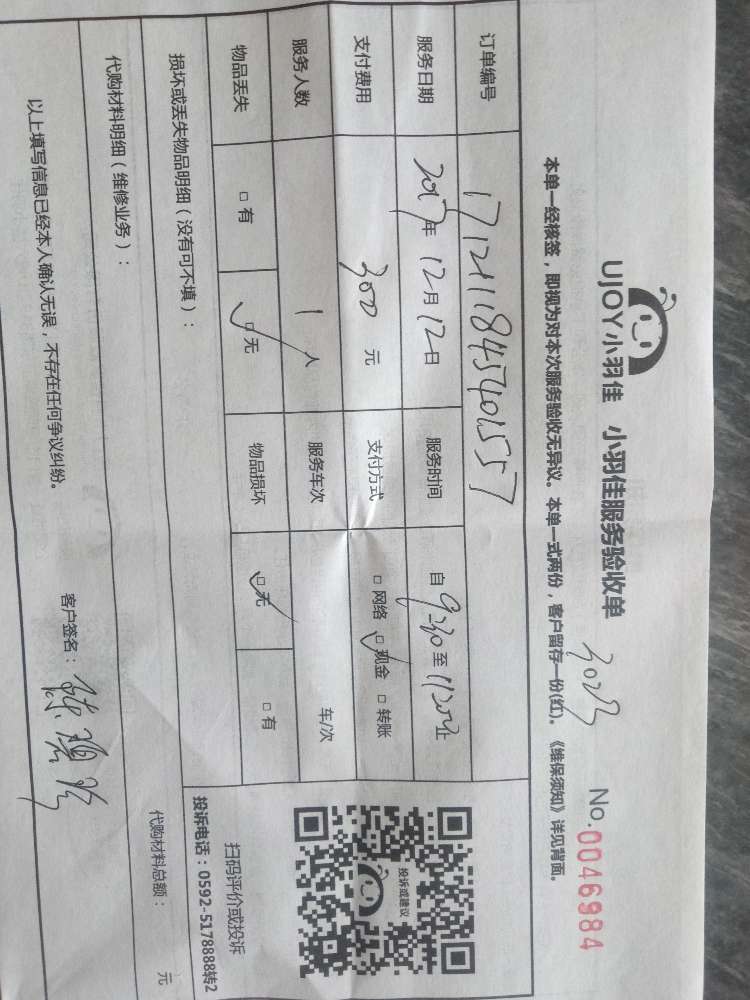 UJOY小羽佳 小羽佳服务验收单 No.0046984
本单一经核签，即视为对本次服务验收无异议。本单一式两份，客户留存一份(红)。《维保须知》详见背面。
订单编号 171211845401557
服务日期 2017年12月12日 服务时间 自9:30至11:30止
支付费用 300元 支付方式 □网络 ☑现金 □转账
服务人数 1人 服务车次 车/次
物品丢失 □有 ☑无 物品损坏 ☑无 □有
损坏或丢失物品明细（没有可不填）：
代购材料明细（维修业务）： 代购材料总额： 元
以上填写信息已经本人确认无误，不存在任何争议纠纷。 客户签名：
投诉或建议
扫码评价或投诉
投诉电话：0592-5178888转2